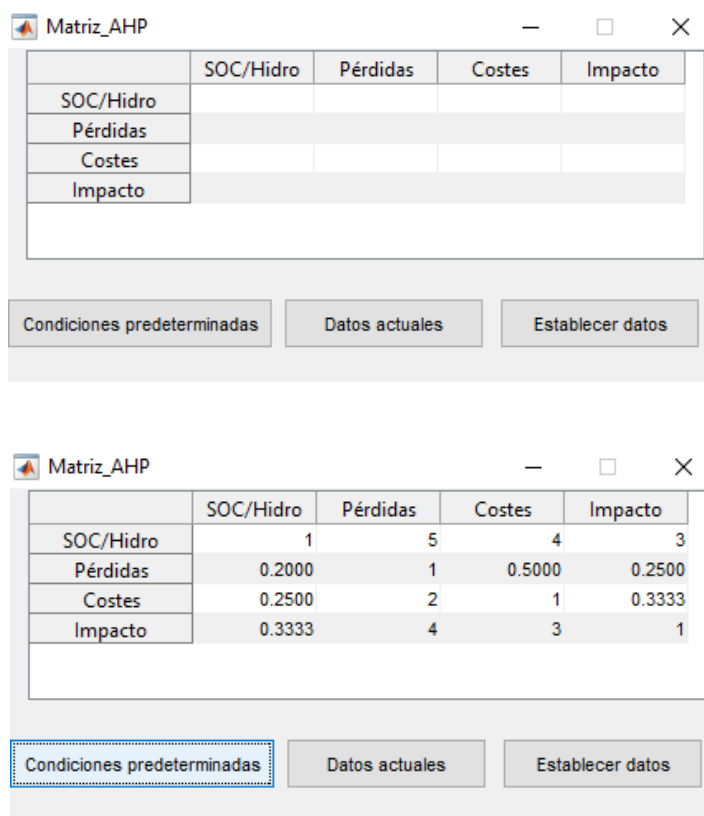 Matriz_AHP
SOC/Hidro Pérdidas Costes Impacto
SOC/Hidro
Pérdidas
Costes
Impacto
Condiciones predeterminadas Datos actuales Establecer datos
Matriz_AHP
SOC/Hidro Pérdidas Costes Impacto
SOC/Hidro 1 5 4 3
Pérdidas 0.2000 1 0.5000 0.2500
Costes 0.2500 2 1 0.3333
Impacto 0.3333 4 3 1
Condiciones predeterminadas Datos actuales Establecer datos